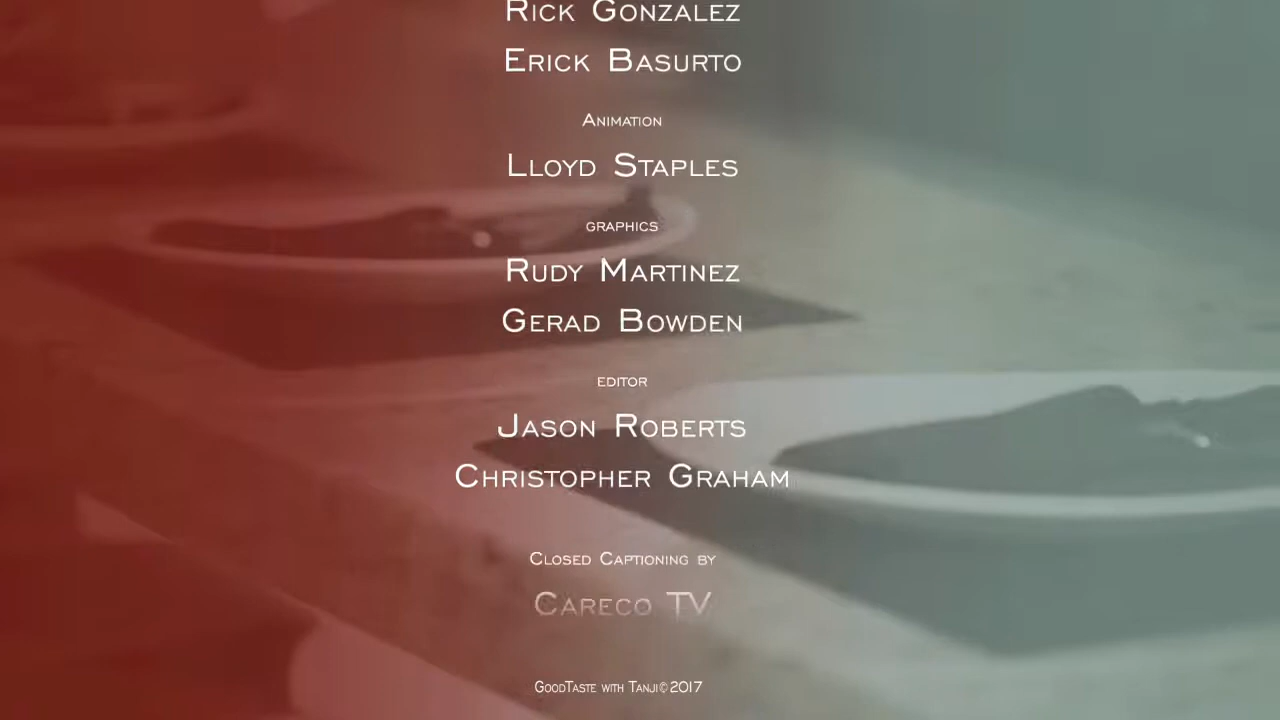 Rick Gonzalez
Erick Basurto
Animation
Lloyd Staples
graphics
Rudy Martinez
Gerad Bowden
editor
Jason Roberts
Christopher Graham
Closed Captioning by
Careco TV
GoodTaste with Tanji©2017